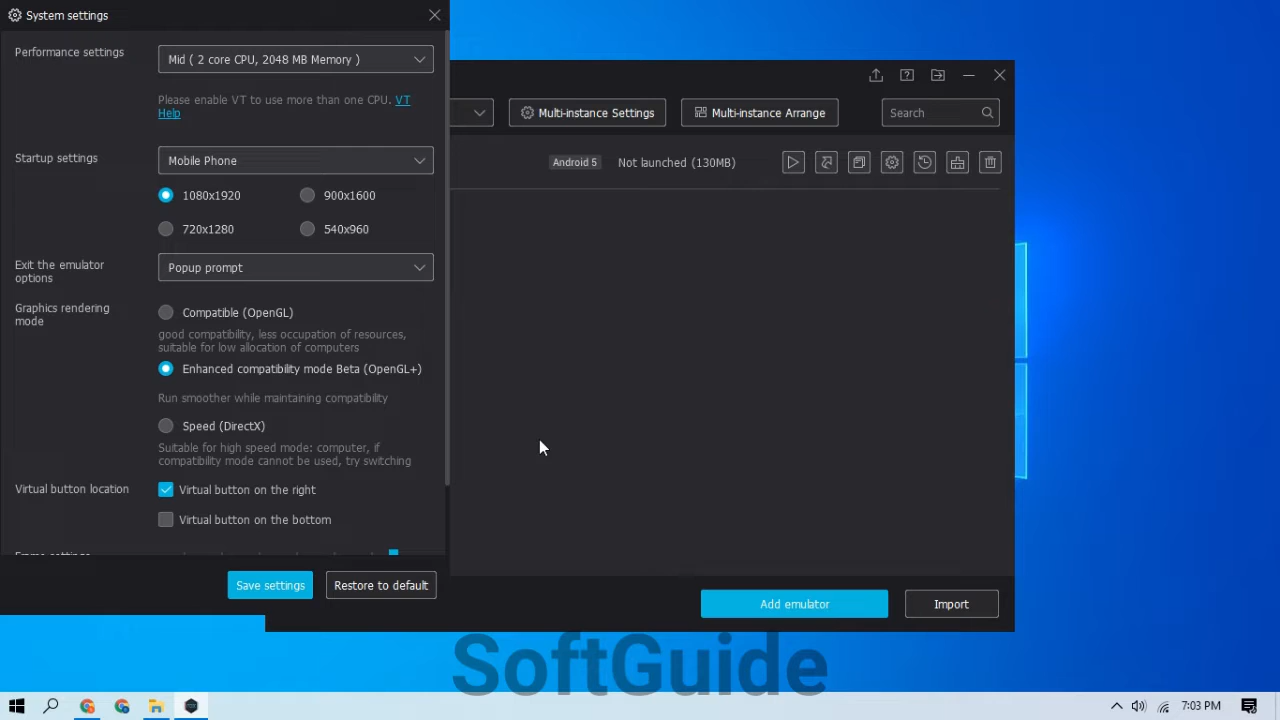 System settings
Performance settings
Mid ( 2 core CPU, 2048 MB Memory )
Please enable VT to use more than one CPU. VT
Help
Startup settings
Mobile Phone
1080x1920
900x1600
720x1280
540x960
Exit the emulator
options
Popup prompt
Graphics rendering
mode
Compatible (OpenGL)
good compatibility, less occupation of resources,
suitable for low allocation of computers
Enhanced compatibility mode Beta (OpenGL+)
Run smoother while maintaining compatibility
Speed (DirectX)
Suitable for high speed mode: computer, if
compatibility mode cannot be used, try switching
Virtual button location
Virtual button on the right
Virtual button on the bottom
Frame settings
Save settings
Restore to default
Multi-instance Settings
Multi-instance Arrange
Search
Android 5
Not launched (130MB)
Add emulator
Import
SoftGuide
7:03 PM